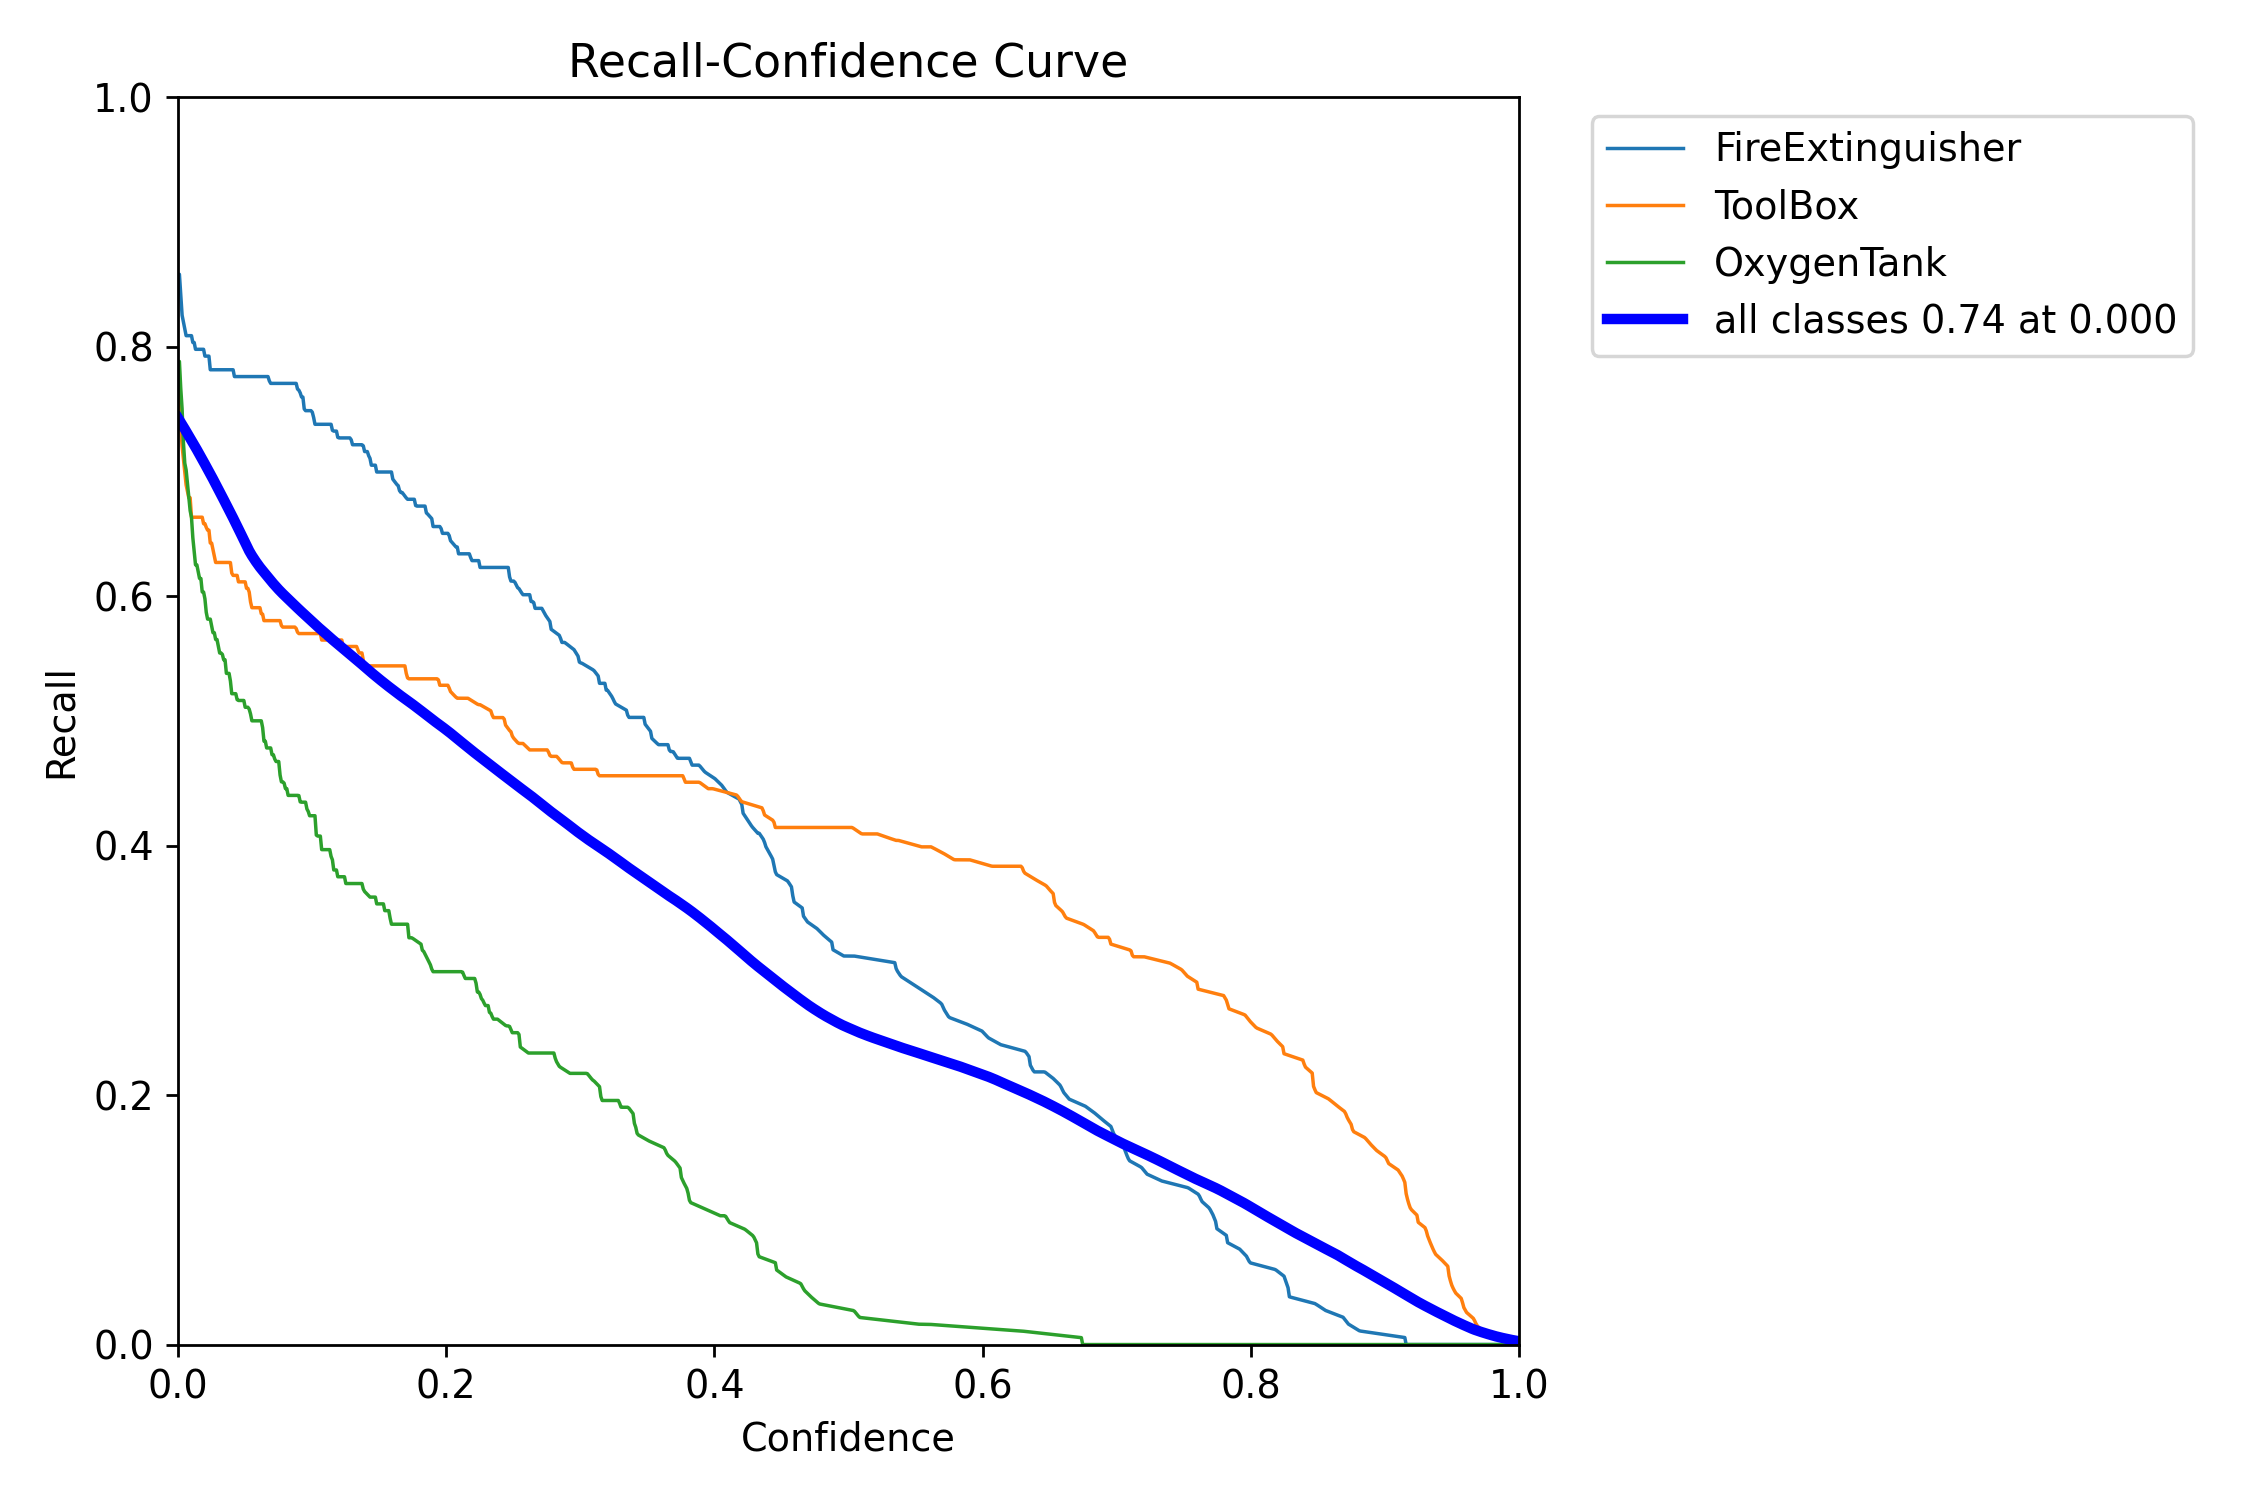 Recall-Confidence Curve
1.0
0.8
0.6
0.4
0.2
0.0
Recall
0.0 0.2 0.4 0.6 0.8 1.0
Confidence
FireExtinguisher
ToolBox
OxygenTank
all classes 0.74 at 0.000